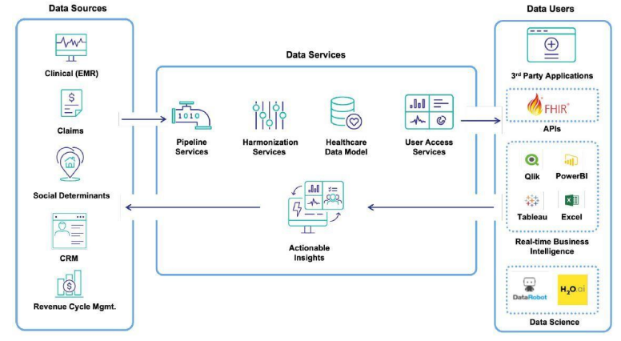 Data Sources
Clinical (EMR)
$
Claims
Social Determinants
CRM
$
Revenue Cycle Mgmt.
Data Services
1010
Pipeline
Services
Harmonization
Services
Healthcare
Data Model
User Access
Services
Actionable
Insights
Data Users
3rd Party Applications
FHIR®
APIs
Qlik
PowerBI
Tableau
Excel
Real-time Business
Intelligence
DataRobot
H2O.ai
Data Science